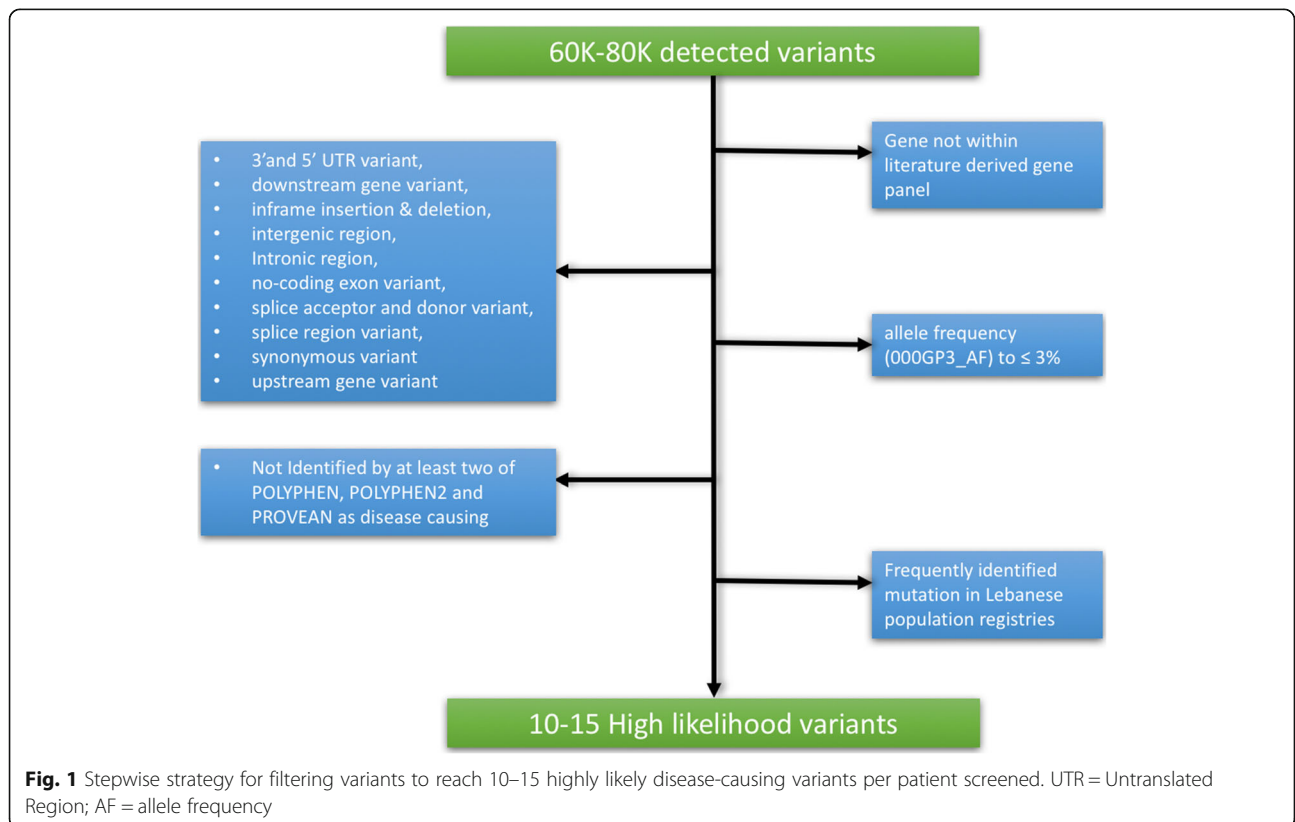 60K-80K detected variants
Gene not within
literature derived gene
panel
• 3’and 5’ UTR variant,
• downstream gene variant,
• inframe insertion & deletion,
• intergenic region,
• Intronic region,
• no-coding exon variant,
• splice acceptor and donor variant,
• splice region variant,
• synonymous variant
• upstream gene variant
allele frequency
(000GP3_AF) to ≤ 3%
• Not Identified by at least two of
POLYPHEN, POLYPHEN2 and
PROVEAN as disease causing
Frequently identified
mutation in Lebanese
population registries
10-15 High likelihood variants
Fig. 1 Stepwise strategy for filtering variants to reach 10–15 highly likely disease-causing variants per patient screened. UTR = Untranslated
Region; AF = allele frequency